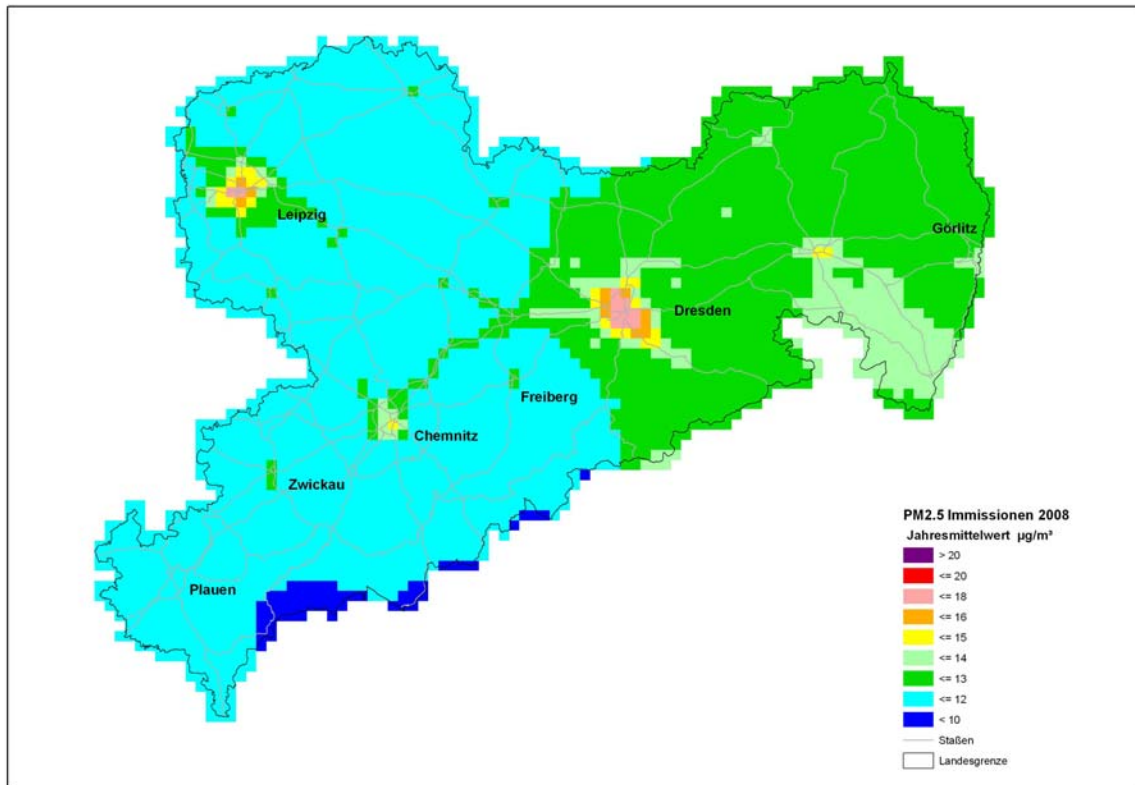 Leipzig
Görlitz
Dresden
Freiberg
Chemnitz
Zwickau
Plauen
PM2.5 Immissionen 2008
Jahresmittelwert µg/m³
> 20
<= 20
<= 18
<= 16
<= 15
<= 14
<= 13
<= 12
< 10
Staßen
Landesgrenze